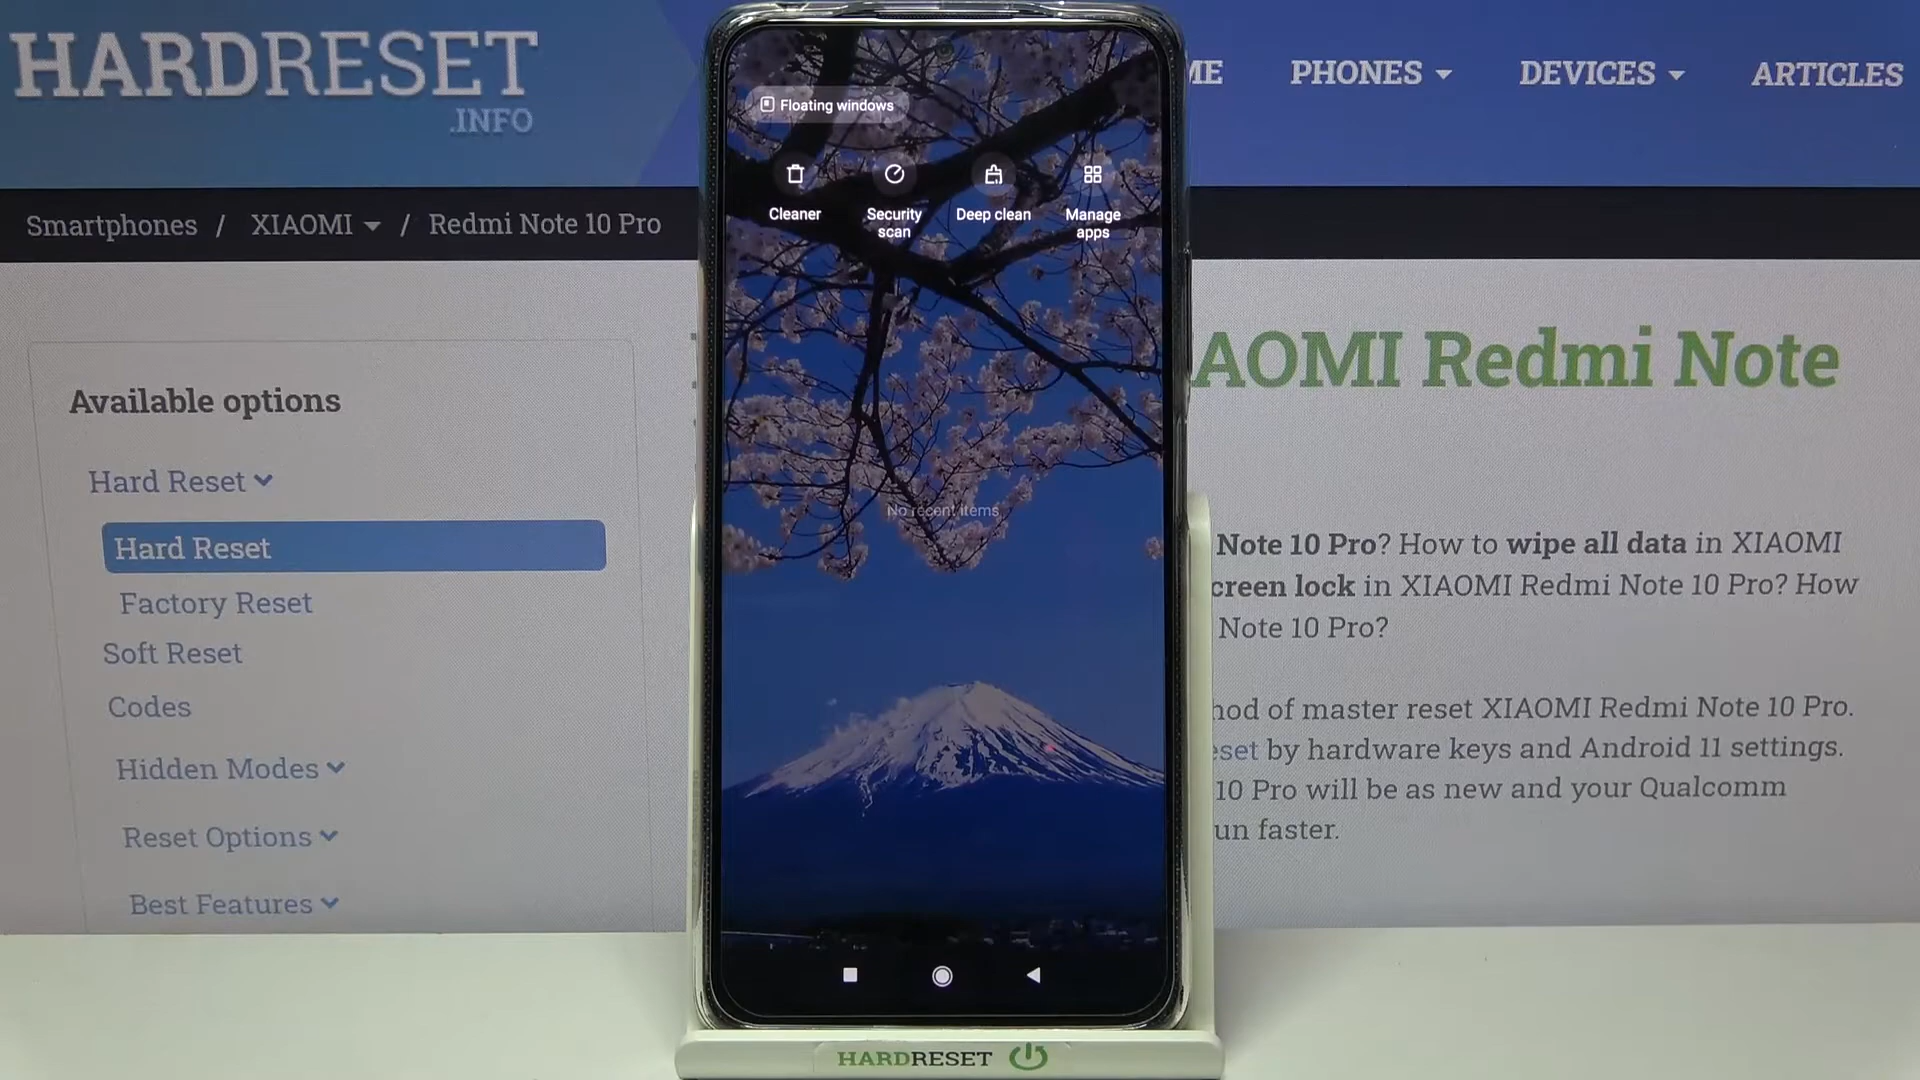 HARDRESET
.INFO
ME PHONES DEVICES ARTICLES
Smartphones / XIAOMI / Redmi Note 10 Pro
Available options
Hard Reset
Hard Reset
Factory Reset
Soft Reset
Codes
Hidden Modes
Reset Options
Best Features
Floating windows
Cleaner
Security scan
Deep clean
Manage apps
No recent items
AOMI Redmi Note
Note 10 Pro? How to wipe all data in XIAOMI
creen lock in XIAOMI Redmi Note 10 Pro? How
Note 10 Pro?
hod of master reset XIAOMI Redmi Note 10 Pro.
eset by hardware keys and Android 11 settings.
10 Pro will be as new and your Qualcomm
un faster.
HARDRESET